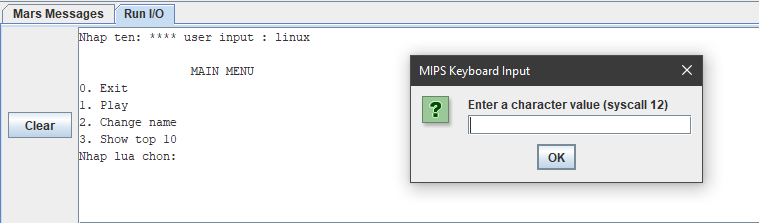 Mars Messages Run I/O
Clear
Nhap ten: **** user input : linux
MAIN MENU
0. Exit
1. Play
2. Change name
3. Show top 10
Nhap lua chon:
MIPS Keyboard Input
?
Enter a character value (syscall 12)
OK